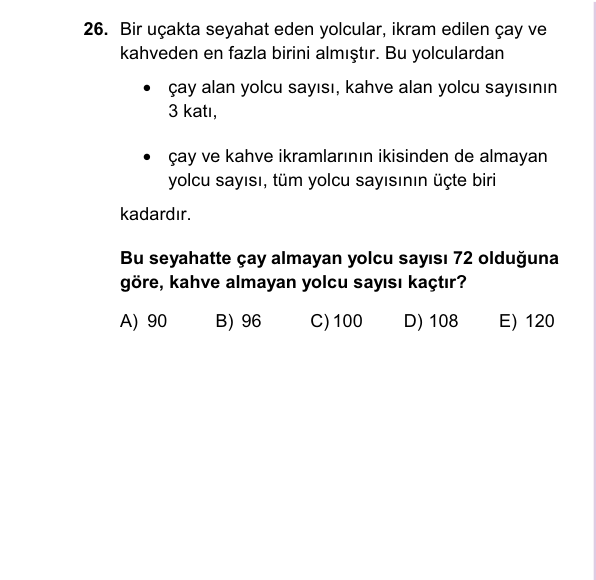 26. Bir uçakta seyahat eden yolcular, ikram edilen çay ve
kahveden en fazla birini almıştır. Bu yolculardan
• çay alan yolcu sayısı, kahve alan yolcu sayısının
3 katı,
• çay ve kahve ikramlarının ikisinden de almayan
yolcu sayısı, tüm yolcu sayısının üçte biri
kadardır.
Bu seyahatte çay almayan yolcu sayısı 72 olduğuna
göre, kahve almayan yolcu sayısı kaçtır?
A) 90 B) 96 C) 100 D) 108 E) 120